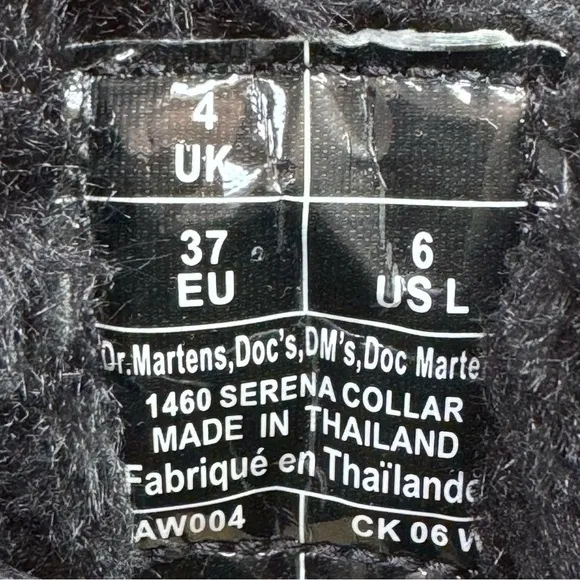 4
UK
37
EU
6
US L
Dr.Martens,Doc's,DM's,Doc Marte
1460 SERENA COLLAR
MADE IN THAILAND
Fabriqué en Thaïlande
AW004
CK 06 W